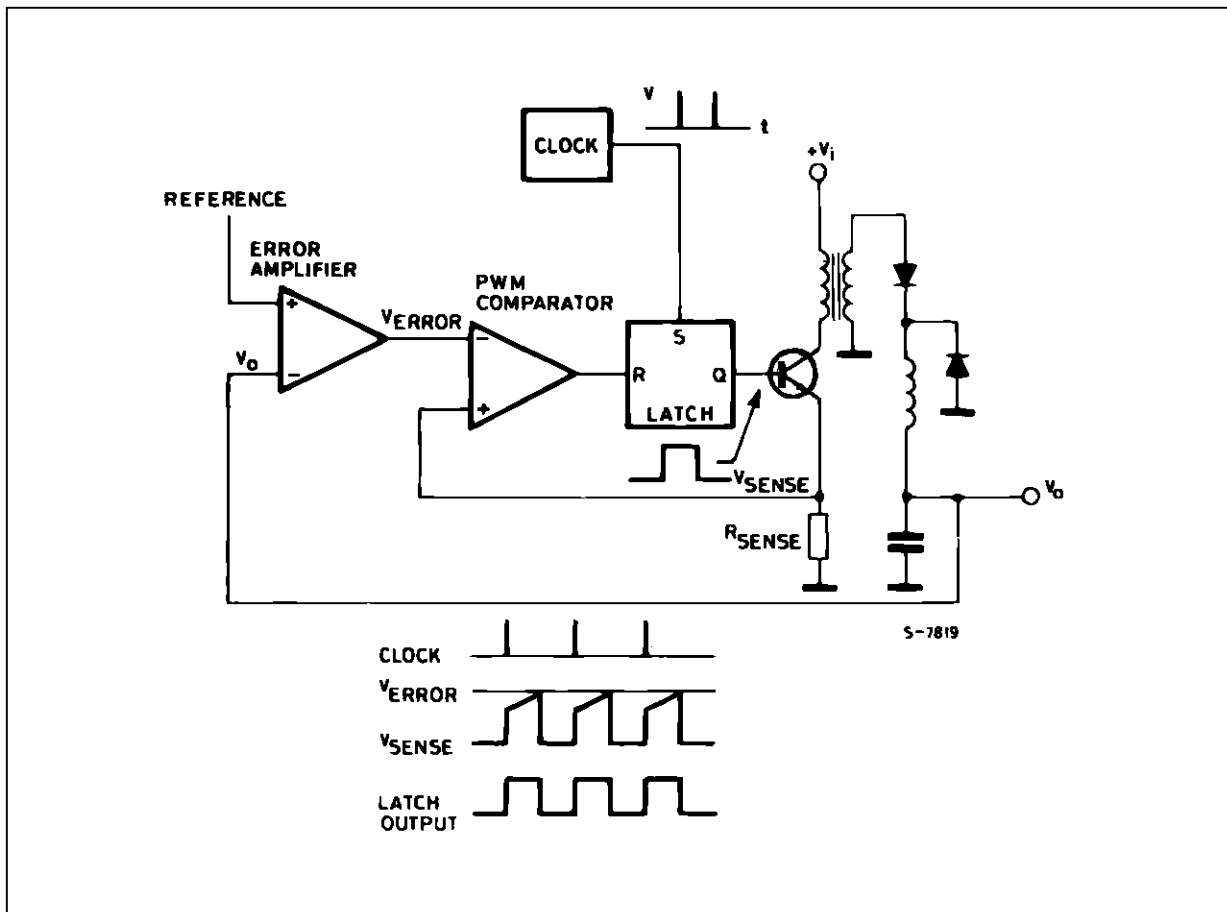 V
t
CLOCK
+Vi
REFERENCE
ERROR
AMPLIFIER
PWM
COMPARATOR
VERROR
+
-
Vo
-
+
S
R
Q
LATCH
VSENSE
RSENSE
Vo
S-7819
CLOCK
VERROR
VSENSE
LATCH
OUTPUT